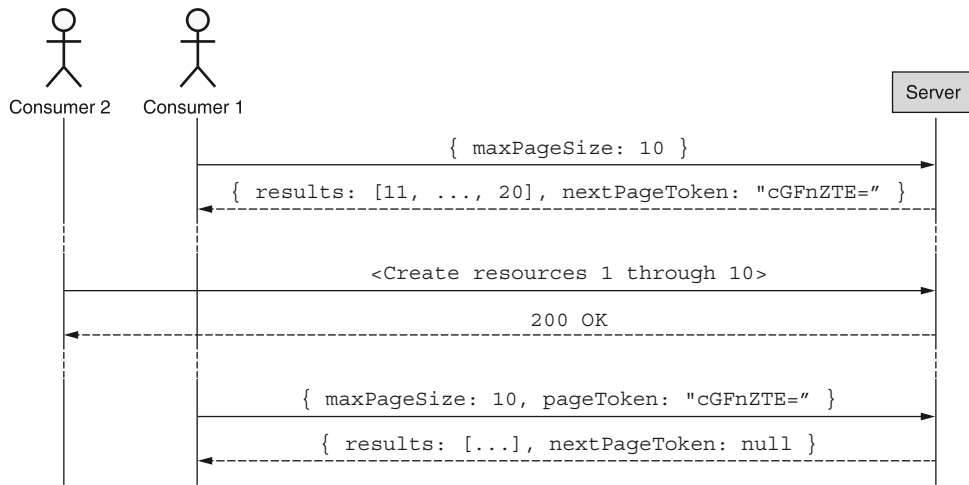 Consumer 2
Consumer 1
Server
{ maxPageSize: 10 }
{ results: [11, ..., 20], nextPageToken: "cGFnZTE=” }
<Create resources 1 through 10>
200 OK
{ maxPageSize: 10, pageToken: "cGFnZTE=” }
{ results: [...], nextPageToken: null }